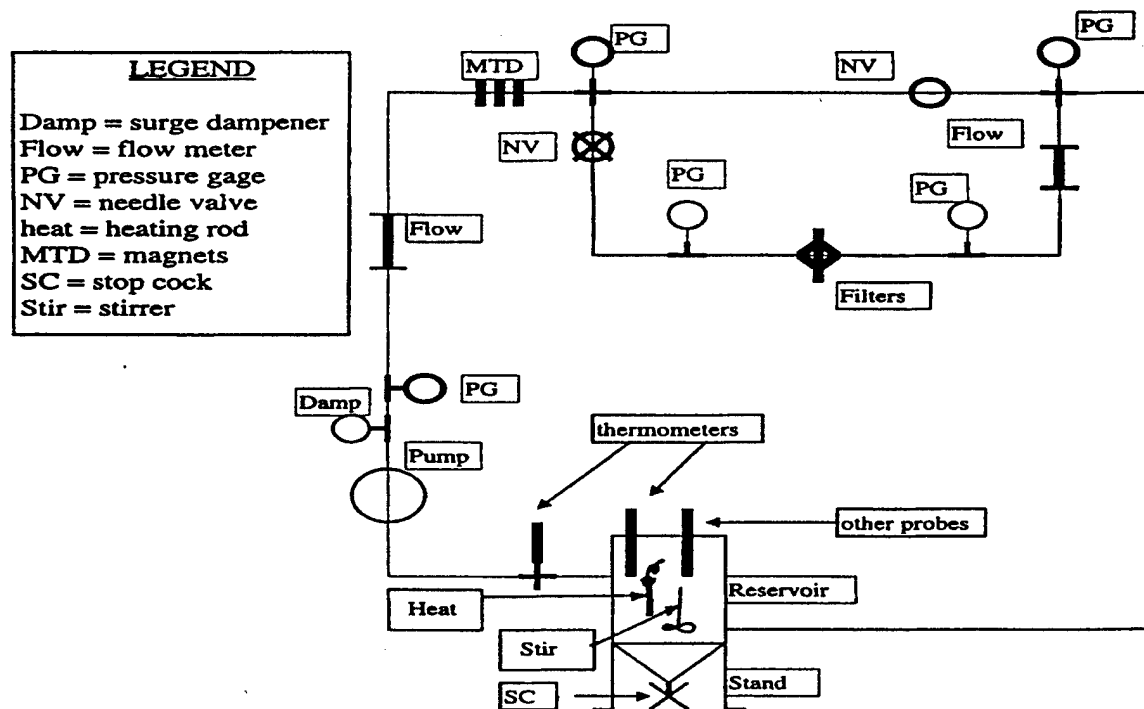 LEGEND
Damp = surge dampener
Flow = flow meter
PG = pressure gage
NV = needle valve
heat = heating rod
MTD = magnets
SC = stop cock
Stir = stirrer
PG
PG
MTD
NV
NV
Flow
PG
PG
Flow
Filters
PG
Damp
thermometers
Pump
other probes
Reservoir
Heat
Stir
SC
Stand